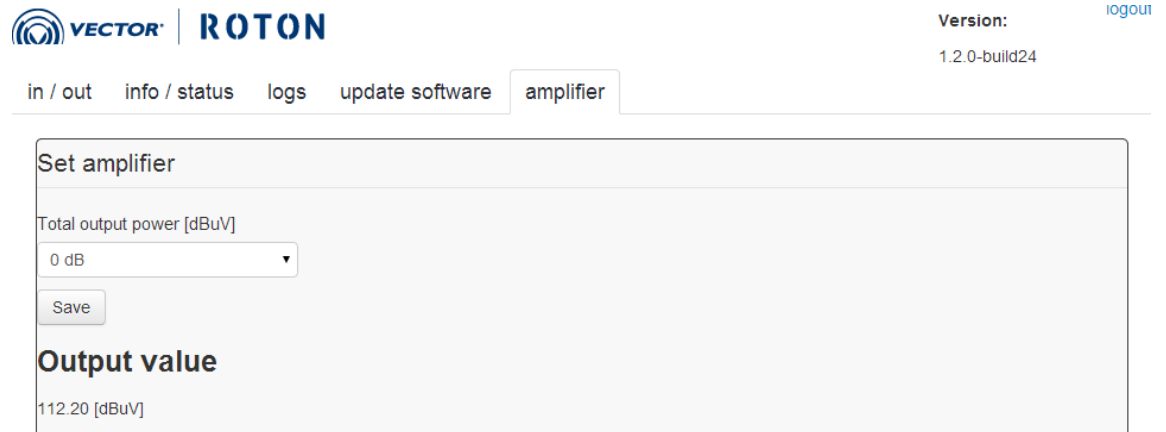 VECTOR ROTON
Version:
logout
1.2.0-build24
in / out info / status logs update software amplifier
Set amplifier
Total output power [dBuV]
0 dB
Save
Output value
112.20 [dBuV]